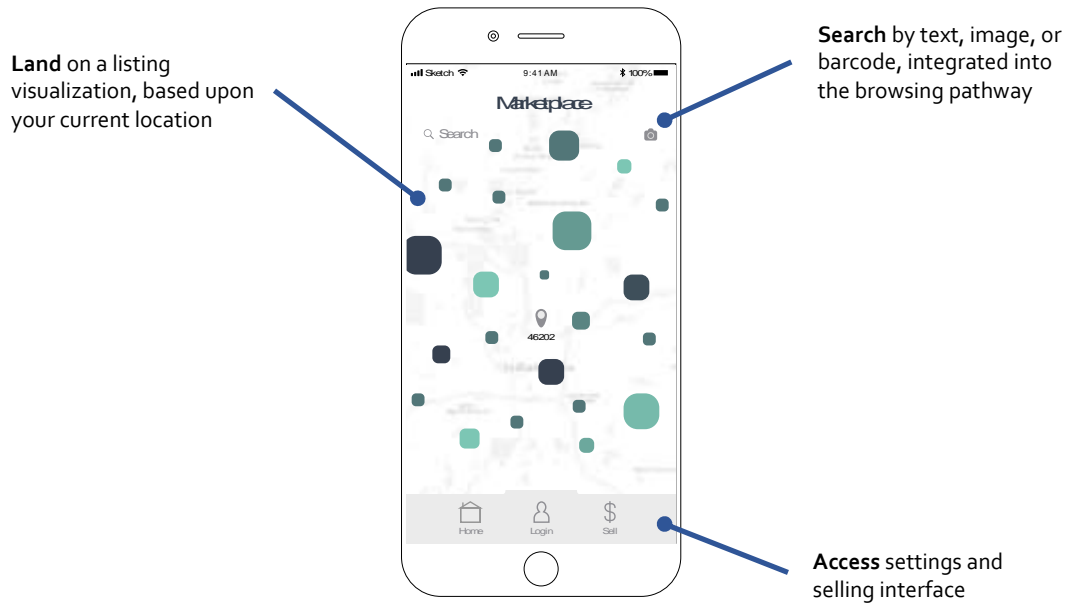 Land on a listing
visualization, based upon
your current location
Search by text, image, or
barcode, integrated into
the browsing pathway
Sketch 9:41 AM 100%
Marketplace
Search
46202
Home Login Sell
Access settings and
selling interface